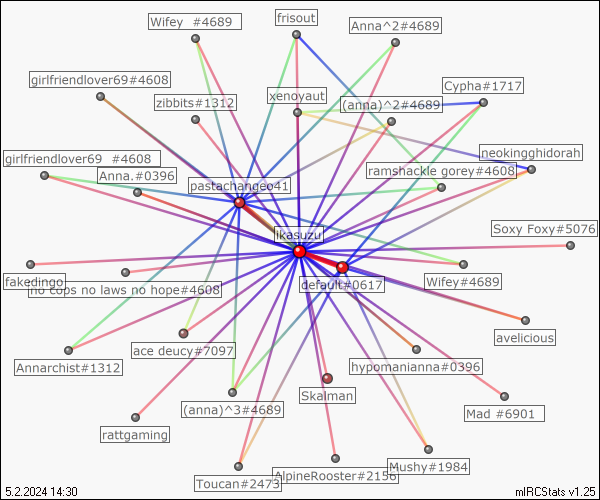 Wifey  #4689
frisout
Anna^2#4689
girlfriendlover69#4608
zibbits#1312
xenoyaut
(anna)^2#4689
Cypha#1717
girlfriendlover69  #4608
Anna.#0396
pastachangeo41
ramshackle gorey#4608
neokingghidorah
ikasuzu
Soxy Foxy#5076
fakedingo
no cops no laws no hope#4608
default#0617
Wifey#4689
Annarchist#1312
ace deucy#7097
hypomanianna#0396
avelicious
(anna)^3#4689
Skalman
Mad #6901
rattgaming
Toucan#2473
AlpineRooster#2156
Mushy#1984
5.2.2024 14:30
mIRCStats v1.25